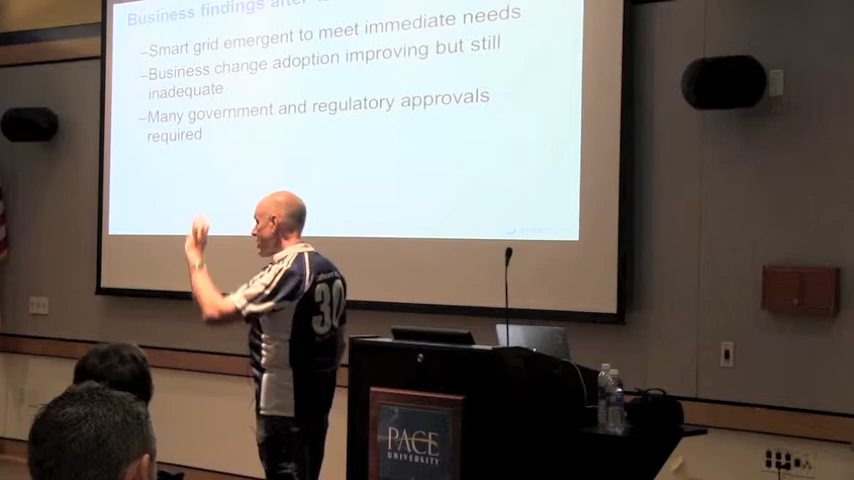 Business findings after
–Smart grid emergent to meet immediate needs
–Business change adoption improving but still
inadequate
–Many government and regulatory approvals
required
30
PACE
UNIVERSITY